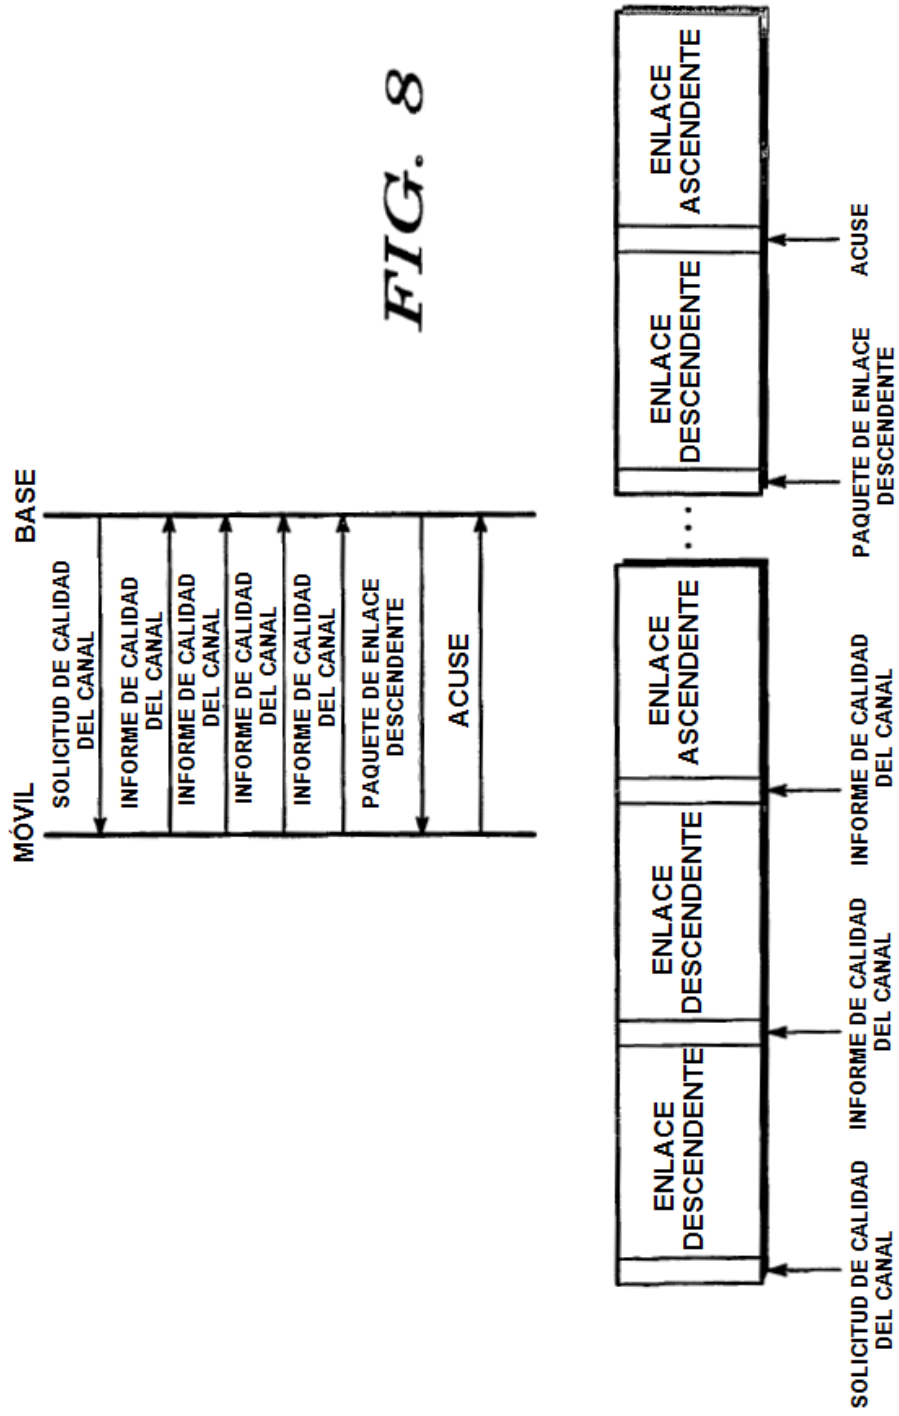 MÓVIL
BASE
SOLICITUD DE CALIDAD
DEL CANAL
INFORME DE CALIDAD
DEL CANAL
INFORME DE CALIDAD
DEL CANAL
INFORME DE CALIDAD
DEL CANAL
INFORME DE CALIDAD
DEL CANAL
PAQUETE DE ENLACE
DESCENDENTE
ACUSE
FIG. 8
ENLACE
DESCENDENTE
ENLACE
DESCENDENTE
ENLACE
ASCENDENTE
...
ENLACE
DESCENDENTE
ENLACE
ASCENDENTE
SOLICITUD DE CALIDAD
DEL CANAL
INFORME DE CALIDAD
DEL CANAL
INFORME DE CALIDAD
DEL CANAL
PAQUETE DE ENLACE
DESCENDENTE
ACUSE